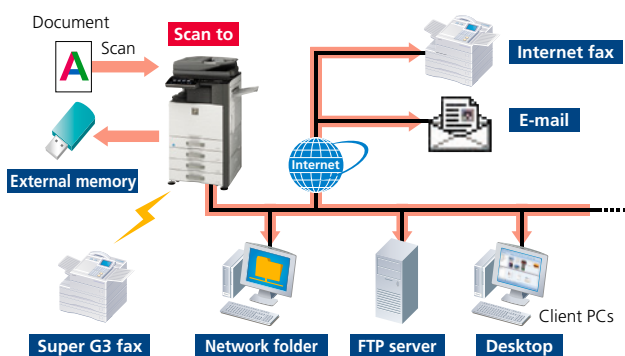 Document
Scan to
Internet fax
Scan
A
E-mail
Internet
External memory
Client PCs
Super G3 fax
Network folder
FTP server
Desktop